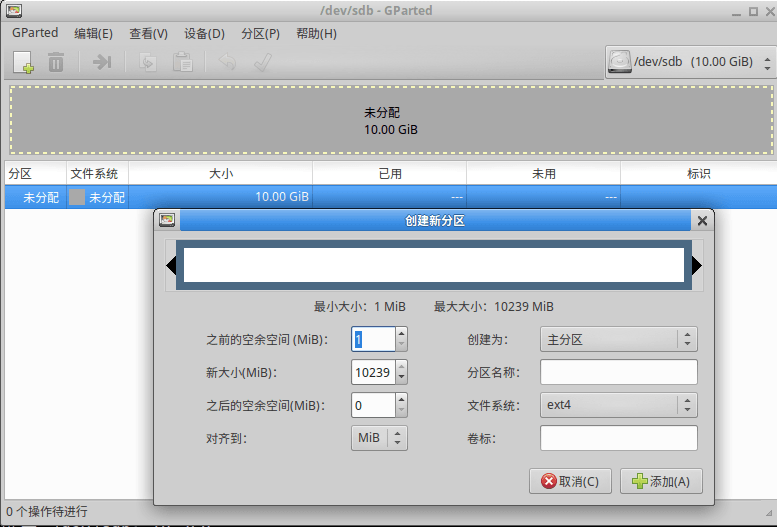 /dev/sdb - GParted
GParted 编辑(E) 查看(V) 设备(D) 分区(P) 帮助(H)
/dev/sdb (10.00 GiB)
未分配
10.00 GiB
分区 文件系统 大小 已用 未用 标识
未分配 未分配 10.00 GiB --- ---
创建新分区
最小大小：1 MiB 最大大小：10239 MiB
之前的空余空间 (MiB)： 1 创建为： 主分区
新大小(MiB)： 10239 分区名称：
之后的空余空间(MiB)： 0 文件系统： ext4
对齐到： MiB 卷标：
取消(C) 添加(A)
0 个操作待进行